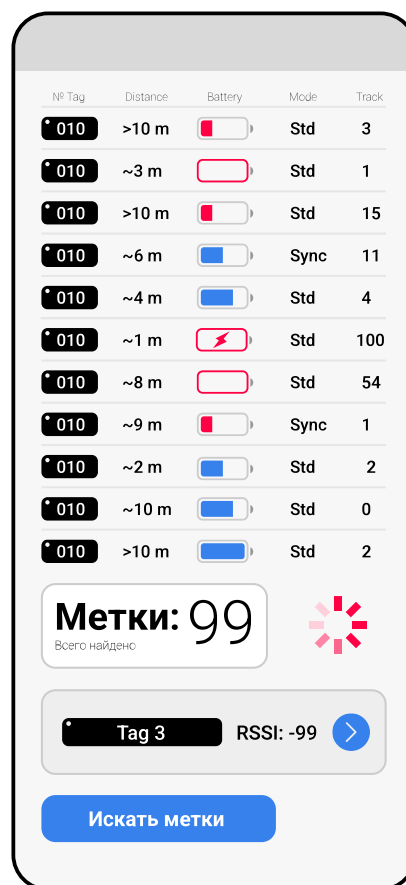 № Tag Distance Battery Mode Track
010 >10 m Std 3
010 ~3 m Std 1
010 >10 m Std 15
010 ~6 m Sync 11
010 ~4 m Std 4
010 ~1 m Std 100
010 ~8 m Std 54
010 ~9 m Sync 1
010 ~2 m Std 2
010 ~10 m Std 0
010 >10 m Std 2
Метки: 99
Всего найдено
Tag 3 RSSI: -99
Искать метки